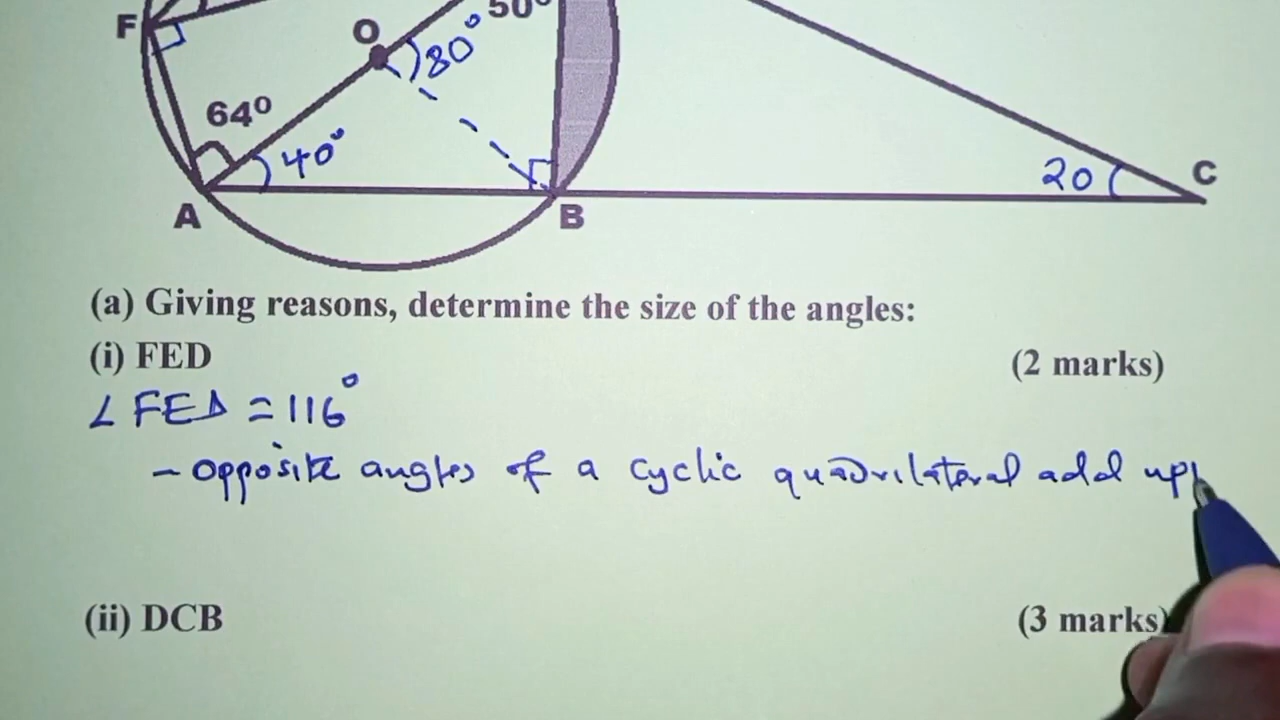 50°
F
O
80°
64°
40°
20
C
A
B
(a) Giving reasons, determine the size of the angles:
(i) FED (2 marks)
∠ FED = 116°
- opposite angles of a cyclic quadrilateral add up
(ii) DCB (3 marks)